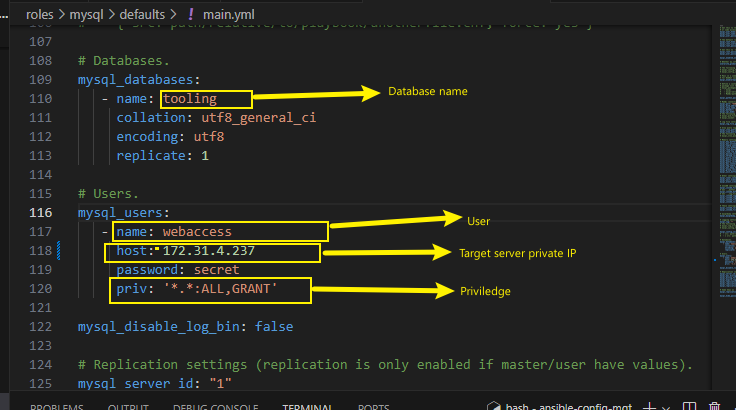 roles > mysql > defaults > ! main.yml
107
108 # Databases.
109 mysql_databases:
110 - name: tooling
Database name
111 collation: utf8_general_ci
112 encoding: utf8
113 replicate: 1
114
115 # Users.
116 mysql_users:
User
117 - name: webaccess
118 host: 172.31.4.237
Target server private IP
119 password: secret
120 priv: '*.*:ALL,GRANT'
Priviledge
121
122 mysql_disable_log_bin: false
123
124 # Replication settings (replication is only enabled if master/user have values).
125 mysql_server_id: "1"
PROBLEMS OUTPUT DEBUG CONSOLE TERMINAL PORTS bash - ansible-config-mgt